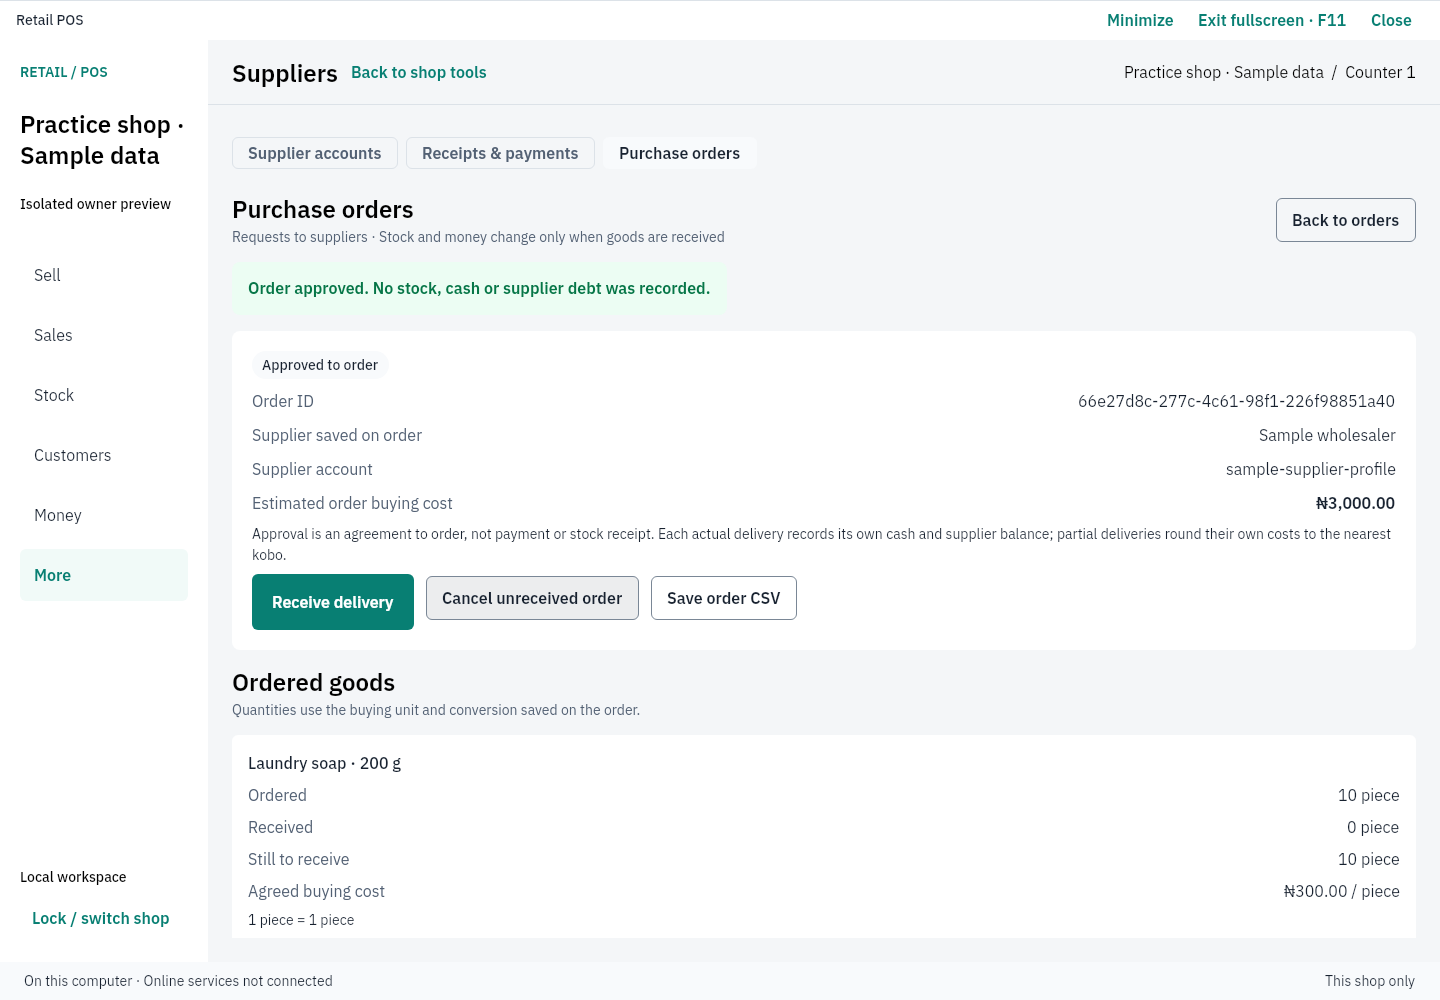 Retail POS
Minimize
Exit fullscreen · F11
Close
RETAIL / POS
Practice shop ·
Sample data
Isolated owner preview
Sell
Sales
Stock
Customers
Money
More
Local workspace
Lock / switch shop
Suppliers
Back to shop tools
Practice shop · Sample data / Counter 1
Supplier accounts
Receipts & payments
Purchase orders
Purchase orders
Requests to suppliers · Stock and money change only when goods are received
Back to orders
Order approved. No stock, cash or supplier debt was recorded.
Approved to order
Order ID 66e27d8c-277c-4c61-98f1-226f98851a40
Supplier saved on order Sample wholesaler
Supplier account sample-supplier-profile
Estimated order buying cost ₦3,000.00
Approval is an agreement to order, not payment or stock receipt. Each actual delivery records its own cash and supplier balance; partial deliveries round their own costs to the nearest
kobo.
Receive delivery
Cancel unreceived order
Save order CSV
Ordered goods
Quantities use the buying unit and conversion saved on the order.
Laundry soap · 200 g
Ordered 10 piece
Received 0 piece
Still to receive 10 piece
Agreed buying cost ₦300.00 / piece
1 piece = 1 piece
On this computer · Online services not connected
This shop only